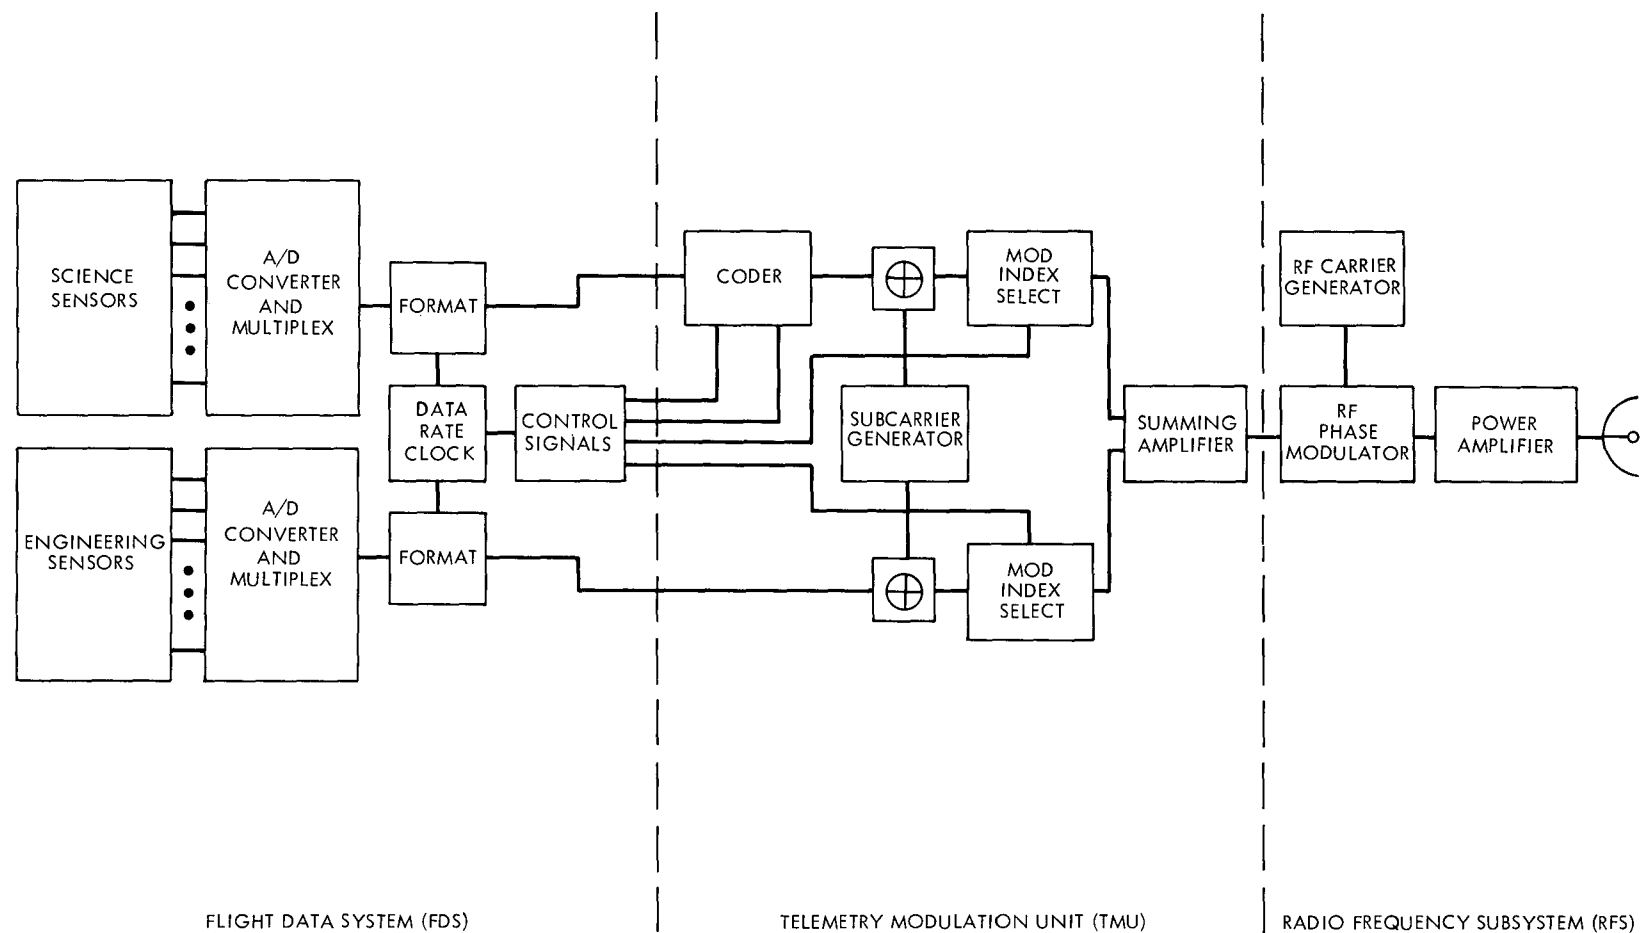 SCIENCE
SENSORS
A/D
CONVERTER
AND
MULTIPLEX
FORMAT
DATA
RATE
CLOCK
CONTROL
SIGNALS
ENGINEERING
SENSORS
A/D
CONVERTER
AND
MULTIPLEX
FORMAT
CODER
MOD
INDEX
SELECT
SUBCARRIER
GENERATOR
MOD
INDEX
SELECT
SUMMING
AMPLIFIER
RF CARRIER
GENERATOR
RF
PHASE
MODULATOR
POWER
AMPLIFIER
FLIGHT DATA SYSTEM (FDS)
TELEMETRY MODULATION UNIT (TMU)
RADIO FREQUENCY SUBSYSTEM (RFS)